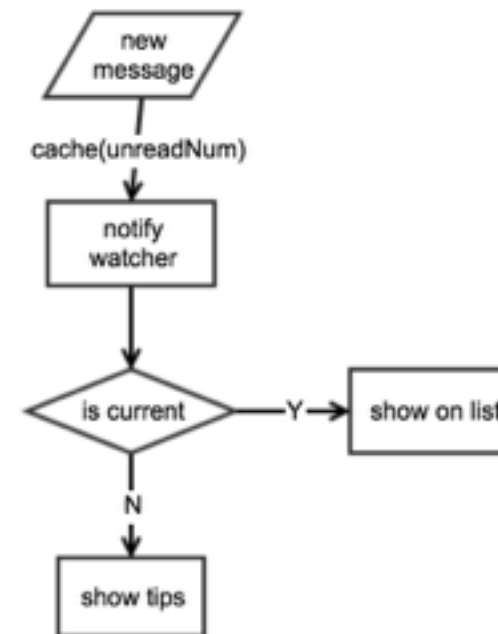 new
message
cache(unreadNum)
notify
watcher
is current
Y
show on list
N
show tips